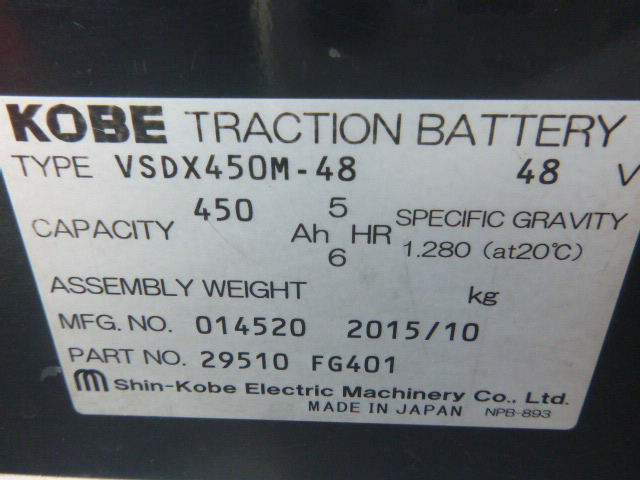 KOBE TRACTION BATTERY
TYPE VSDX450M-48 48 V
CAPACITY 450 Ah 5 HR SPECIFIC GRAVITY
6 1.280 (at20℃)
ASSEMBLY WEIGHT kg
MFG. NO. 014520 2015/10
PART NO. 29510 FG401
Shin-Kobe Electric Machinery Co., Ltd.
MADE IN JAPAN NPB-893